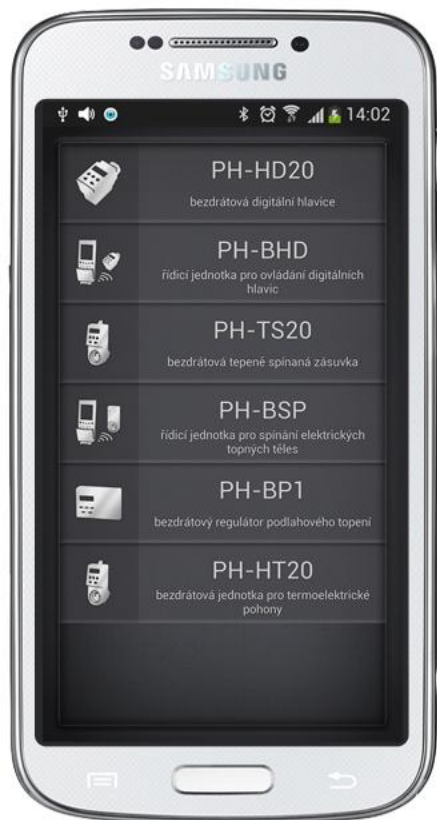 SAMSUNG
14:02
PH-HD20
bezdrátová digitální hlavice
PH-BHD
řídicí jednotka pro ovládání digitálních
hlavic
PH-TS20
bezdrátová tepené spínaná zásuvka
PH-BSP
řídicí jednotka pro spínání elektrických
topných těles
PH-BP1
bezdrátový regulátor podlahového topení
PH-HT20
bezdrátová jednotka pro termoelektrické
pohony